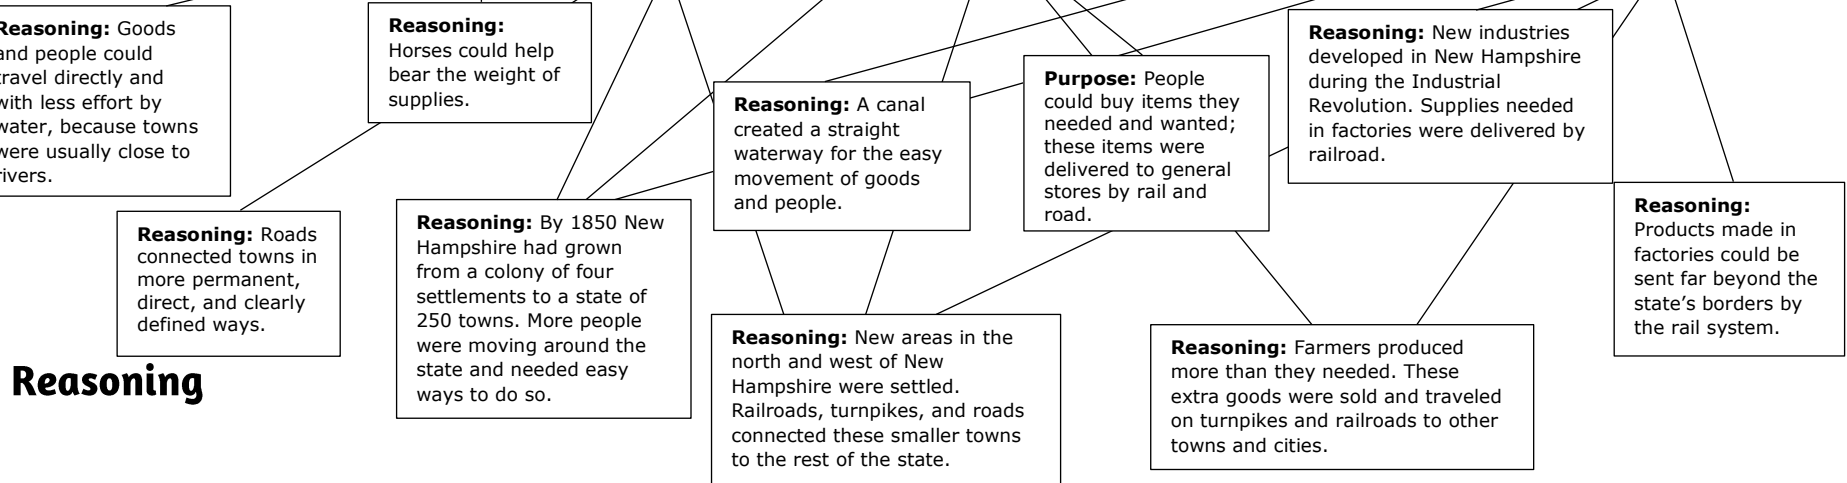 Reasoning: Goods
and people could
travel directly and
with less effort by
water, because towns
were usually close to
rivers.
Reasoning:
Horses could help
bear the weight of
supplies.
Reasoning: Roads
connected towns in
more permanent,
direct, and clearly
defined ways.
Reasoning
Reasoning: By 1850 New
Hampshire had grown
from a colony of four
settlements to a state of
250 towns. More people
were moving around the
state and needed easy
ways to do so.
Reasoning: A canal
created a straight
waterway for the easy
movement of goods
and people.
Reasoning: New areas in the
north and west of New
Hampshire were settled.
Railroads, turnpikes, and roads
connected these smaller towns
to the rest of the state.
Purpose: People
could buy items they
needed and wanted;
these items were
delivered to general
stores by rail and
road.
Reasoning: New industries
developed in New Hampshire
during the Industrial
Revolution. Supplies needed
in factories were delivered by
railroad.
Reasoning: Farmers produced
more than they needed. These
extra goods were sold and traveled
on turnpikes and railroads to other
towns and cities.
Reasoning:
Products made in
factories could be
sent far beyond the
state’s borders by
the rail system.